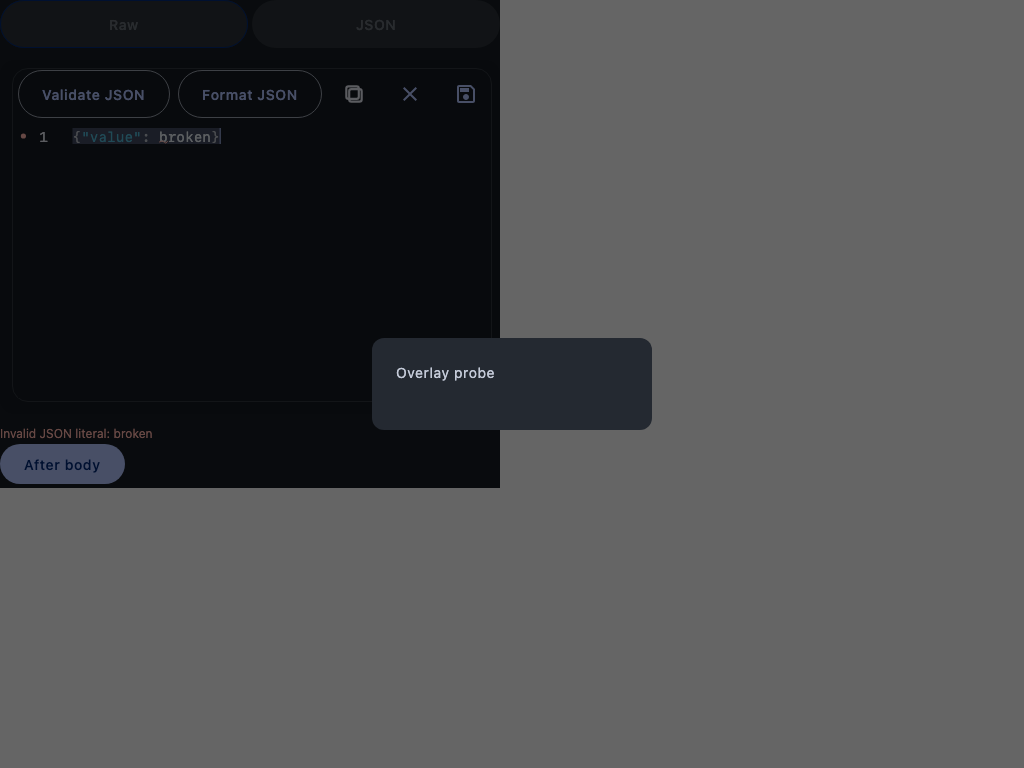 Raw JSON
Validate JSON Format JSON
1 {"value": broken}
Overlay probe
Invalid JSON literal: broken
After body